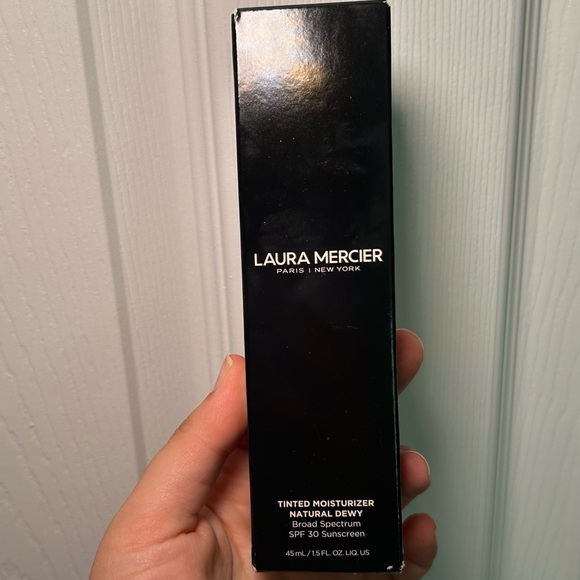 LAURA MERCIER
PARIS | NEW YORK
TINTED MOISTURIZER
NATURAL DEWY
Broad Spectrum
SPF 30 Sunscreen
45 mL / 1.5 FL. OZ. LIQ. US